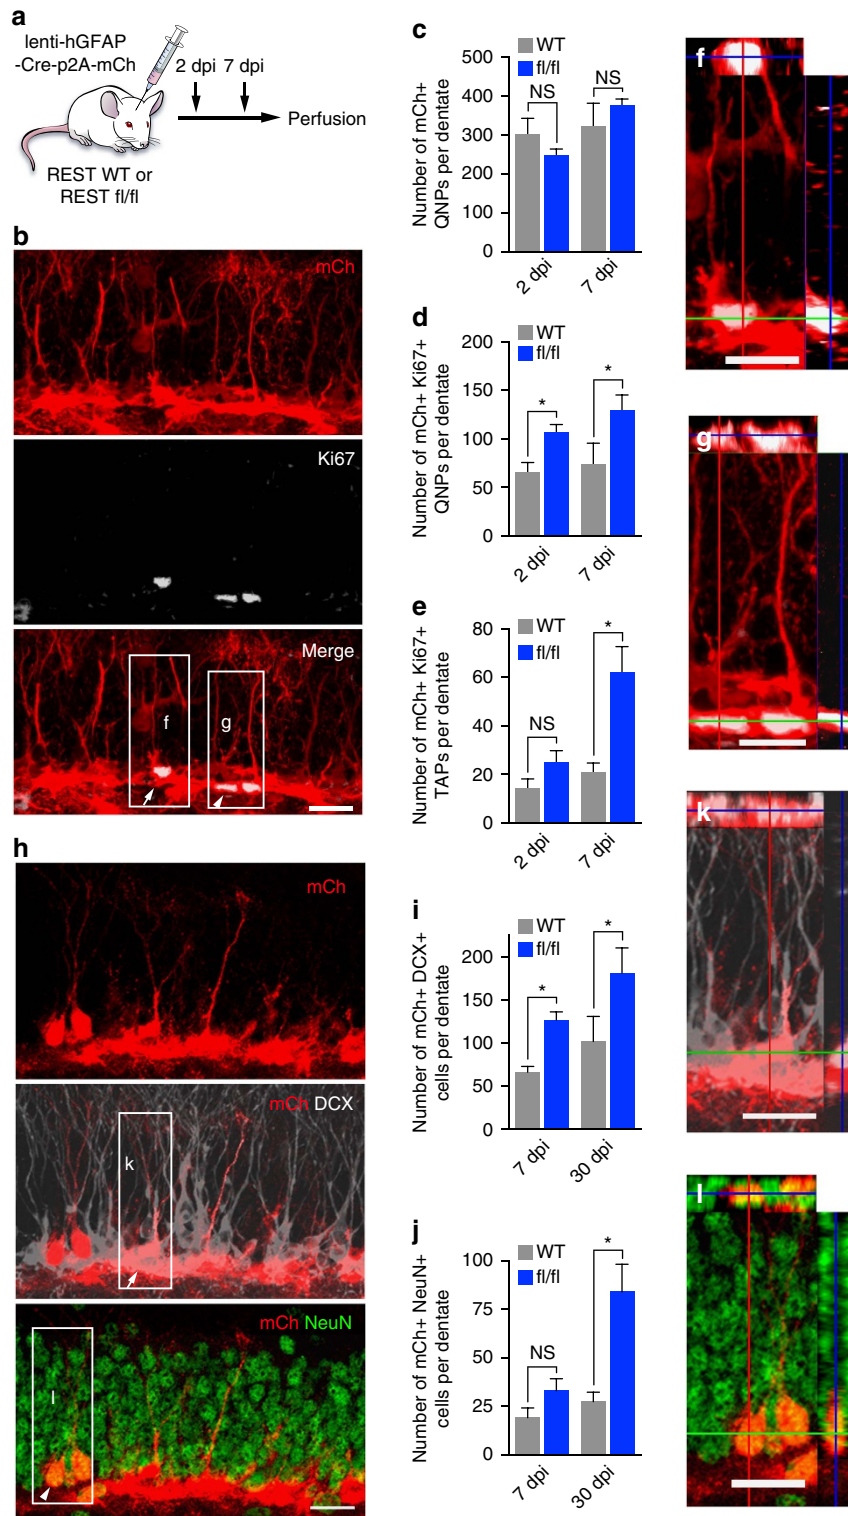 a
lenti-hGFAP
-Cre-p2A-mCh
2 dpi 7 dpi
Perfusion
REST WT or
REST fl/fl
b
mCh
Ki67
Merge
f
g
c
WT
fl/fl
Number of mCh+
QNPs per dentate
500
400
300
200
300
0
NS
NS
2 dpi
7 dpi
d
WT
fl/fl
Number of mCh+ Ki67+
QNPs per dentate
200
150
100
50
0
*
*
2 dpi
7 dpi
e
WT
fl/fl
Number of mCh+ Ki67+
TAPs per dentate
80
60
40
20
0
NS
*
2 dpi
7 dpi
f
g
h
mCh
mCh DCX
k
mCh NeuN
l
i
WT
fl/fl
Number of mCh+ DCX+
cells per dentate
200
150
100
50
0
*
*
7 dpi
30 dpi
j
WT
fl/fl
Number of mCh+ NeuN+
cells per dentate
100
75
50
25
0
NS
*
7 dpi
30 dpi
k
l